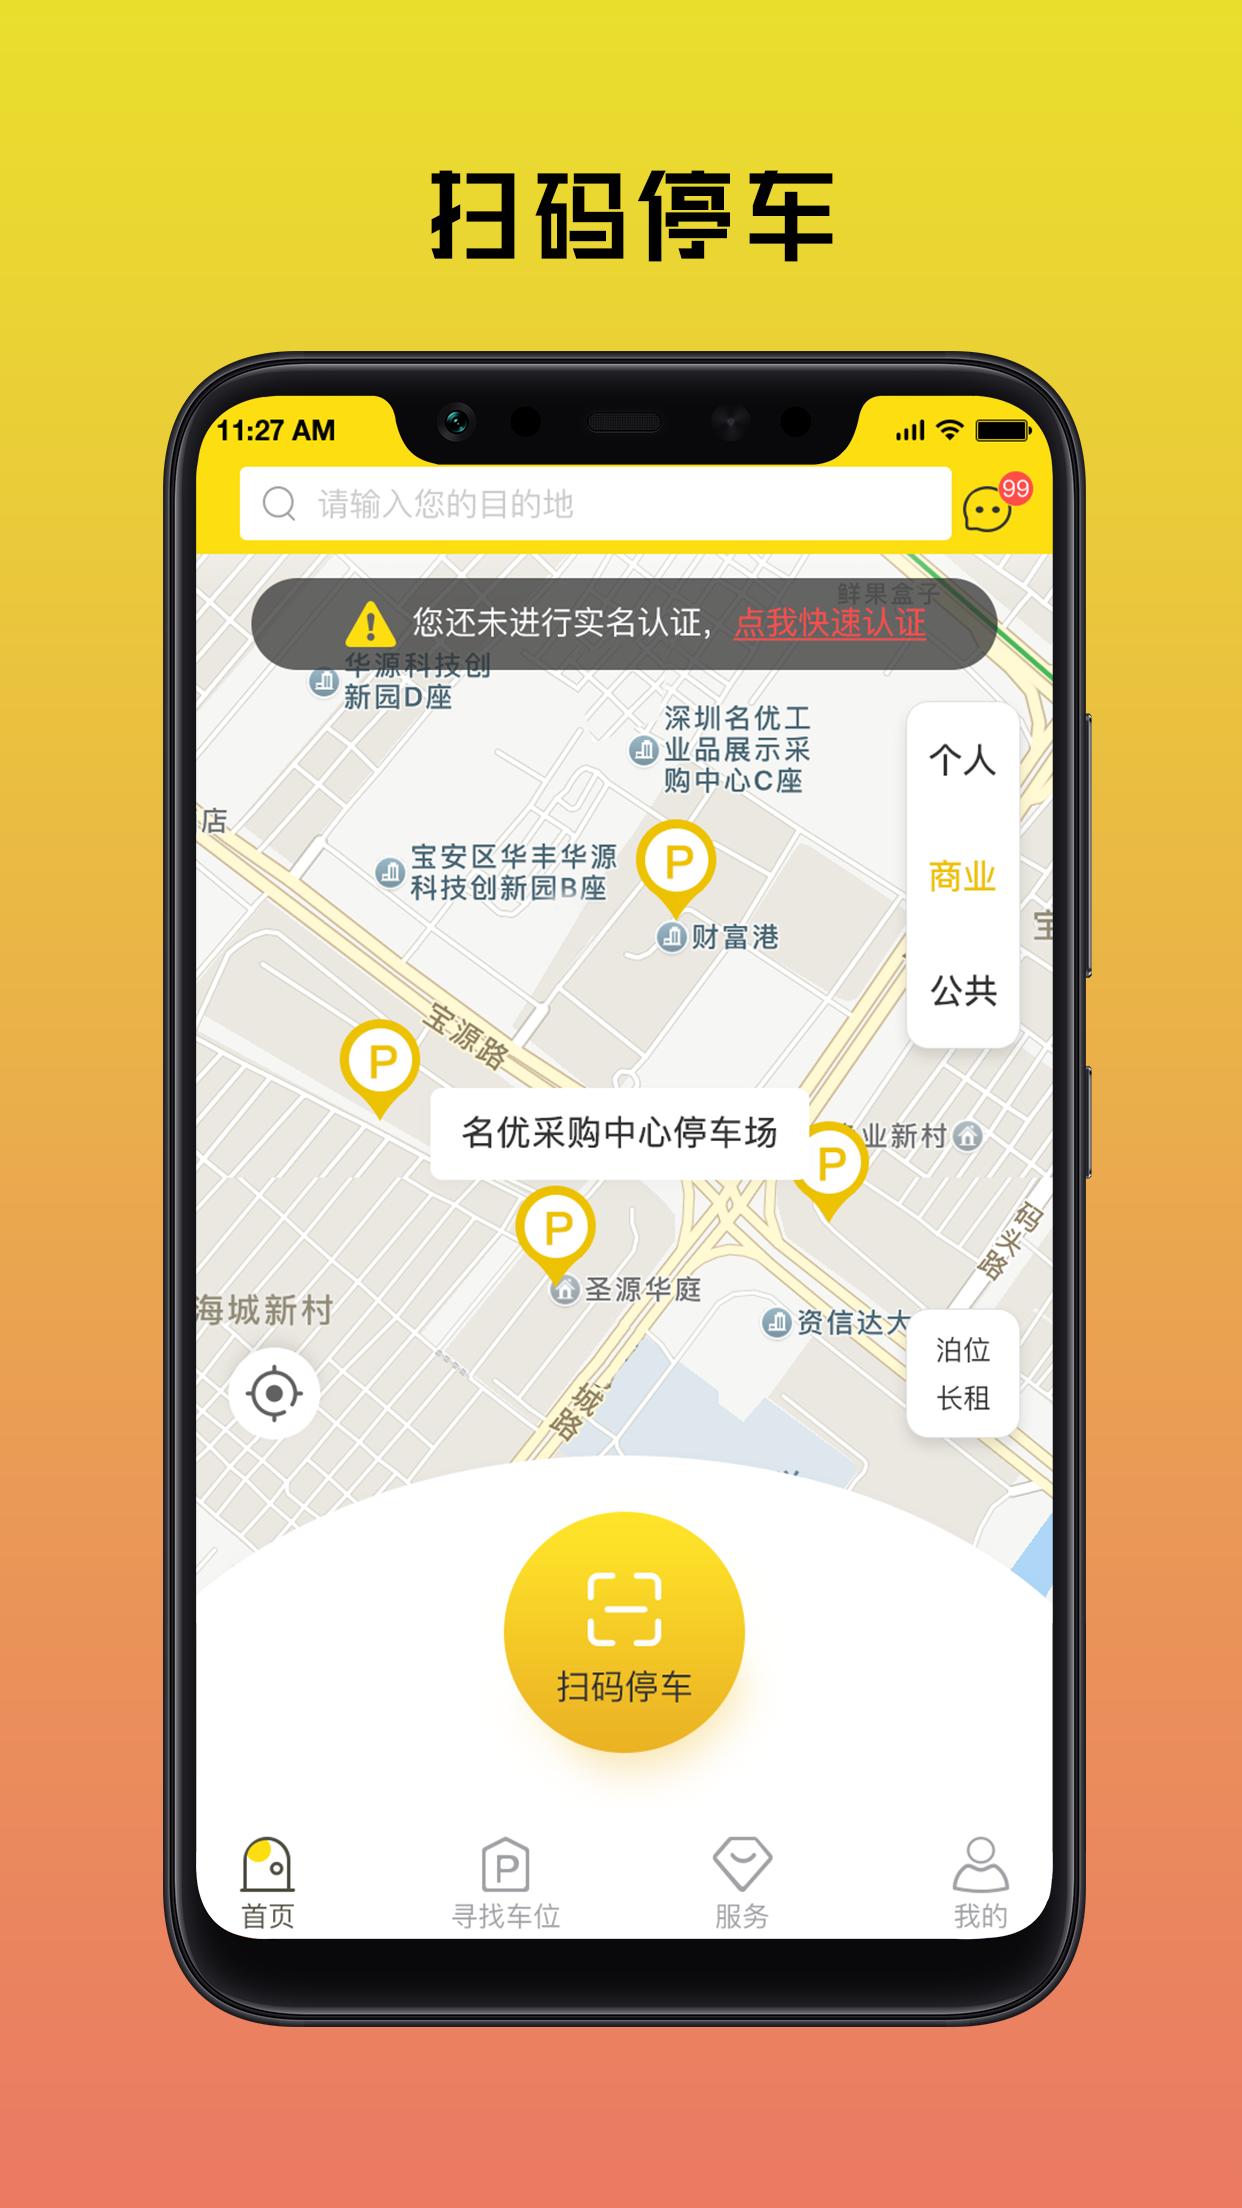 扫码停车
11:27 AM
请输入您的目的地
99
鲜果盒子
您还未进行实名认证，点我快速认证
华源科技创
新园D座
深圳名优工
业品展示采
购中心C座
个人
店
宝安区华丰华源
科技创新园B座
P
商业
财富港
公共
宝源路
P
名优采购中心停车场
P
业新村
码头路
P
圣源华庭
海城新村
资信达大
泊位
长租
城路
扫码停车
P
首页
寻找车位
服务
我的